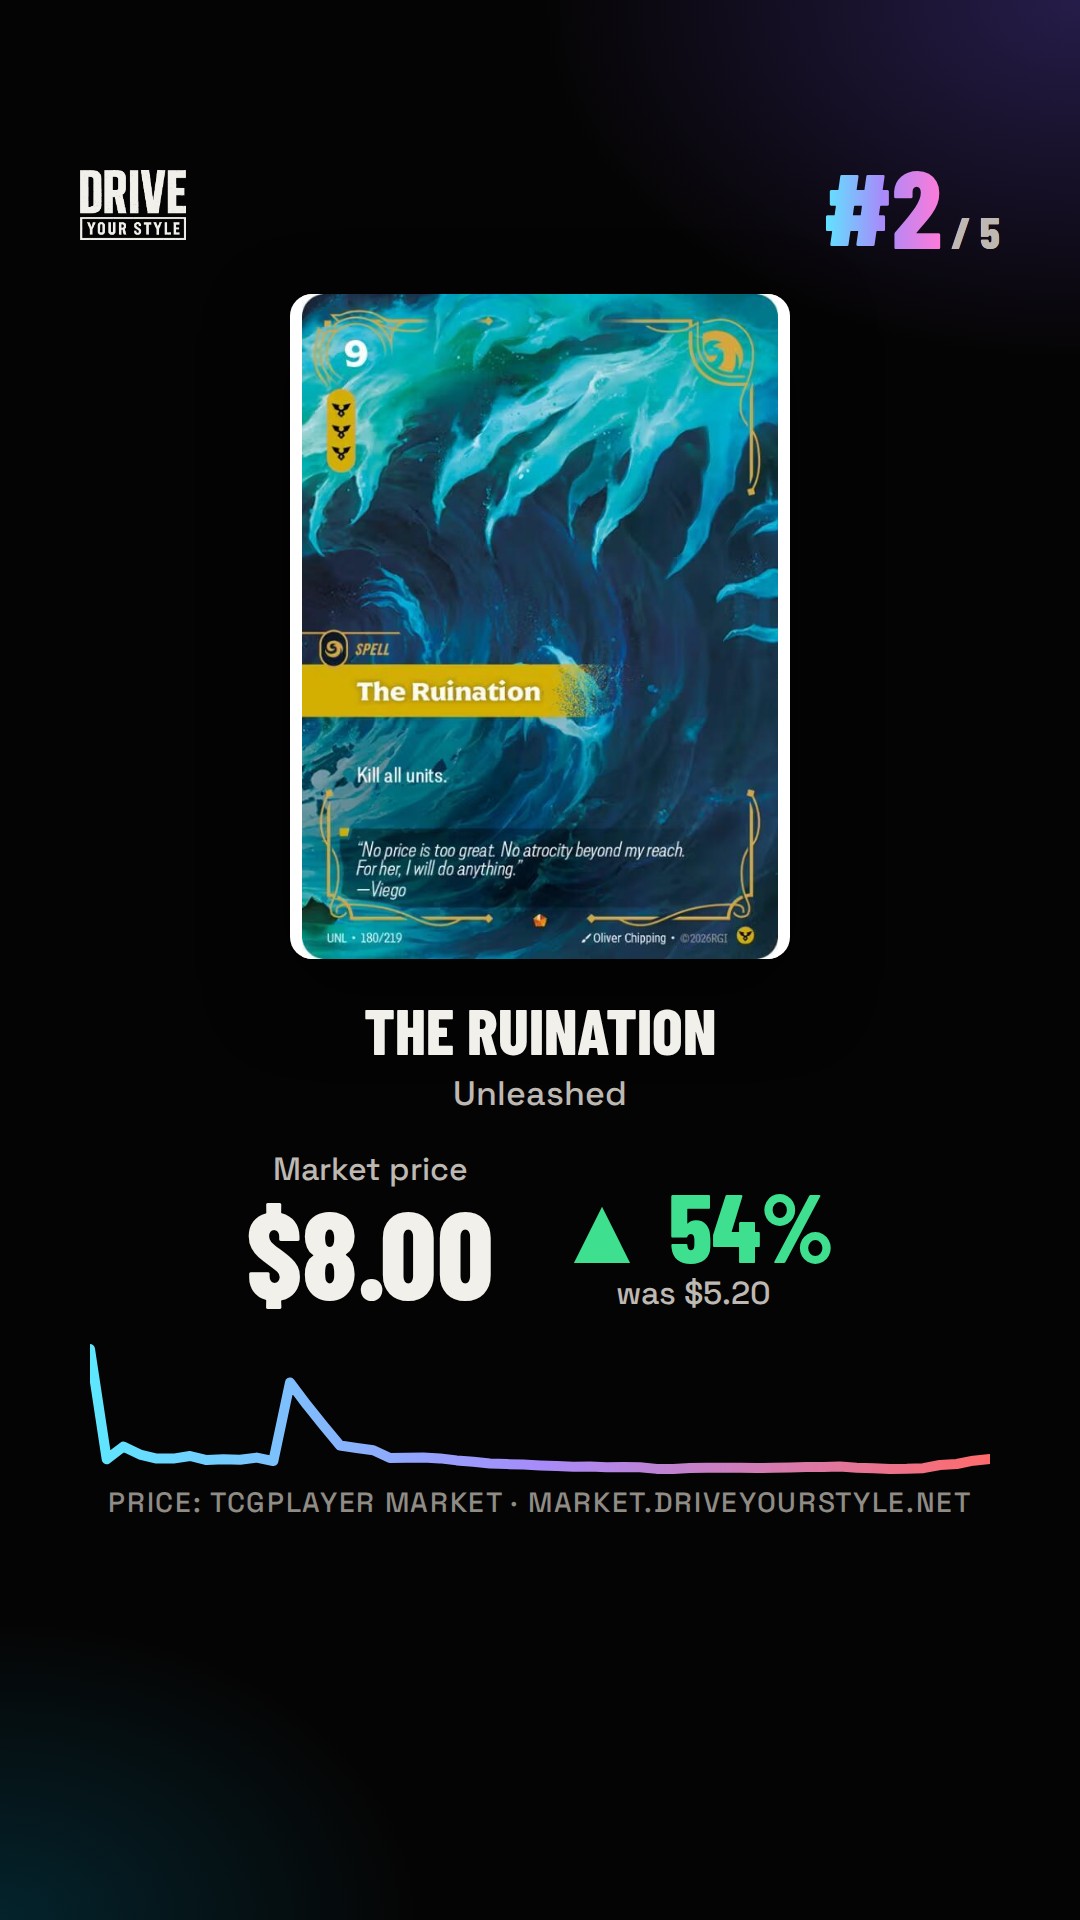 DRIVE
YOUR STYLE
#2 / 5
9
SPELL
The Ruination
Kill all units.
“No price is too great. No atrocity beyond my reach.
For her, I will do anything.”
—Viego
UNL • 180/219
Oliver Chipping • ©2026RGI
THE RUINATION
Unleashed
Market price
$8.00
▲ 54%
was $5.20
PRICE: TCGPLAYER MARKET · MARKET.DRIVEYOURSTYLE.NET